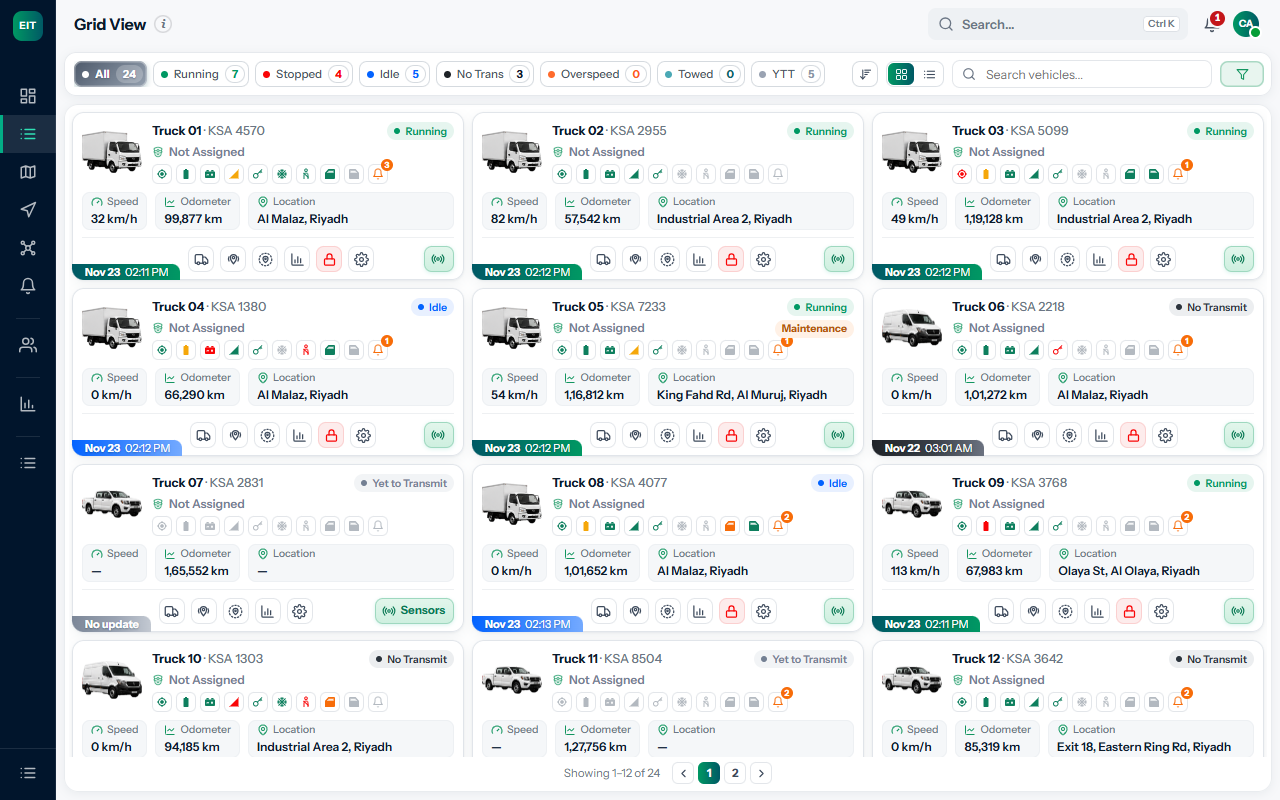 EIT
Grid View
i
Search...
Ctrl K
1
CA
All 24
Running 7
Stopped 4
Idle 5
No Trans 3
Overspeed 0
Towed 0
YTT 5
Search vehicles...
Truck 01 · KSA 4570
Running
Not Assigned
3
Speed
Odometer
Location
32 km/h
99,877 km
Al Malaz, Riyadh
Nov 23 02:11 PM
Truck 02 · KSA 2955
Running
Not Assigned
Speed
Odometer
Location
82 km/h
57,542 km
Industrial Area 2, Riyadh
Nov 23 02:12 PM
Truck 03 · KSA 5099
Running
Not Assigned
1
Speed
Odometer
Location
49 km/h
1,19,128 km
Industrial Area 2, Riyadh
Nov 23 02:12 PM
Truck 04 · KSA 1380
Idle
Not Assigned
1
Speed
Odometer
Location
0 km/h
66,290 km
Al Malaz, Riyadh
Nov 23 02:12 PM
Truck 05 · KSA 7233
Running
Not Assigned
Maintenance
1
Speed
Odometer
Location
54 km/h
1,16,812 km
King Fahd Rd, Al Muruj, Riyadh
Nov 23 02:12 PM
Truck 06 · KSA 2218
No Transmit
Not Assigned
1
Speed
Odometer
Location
0 km/h
1,01,272 km
Al Malaz, Riyadh
Nov 22 03:01 AM
Truck 07 · KSA 2831
Yet to Transmit
Not Assigned
Speed
Odometer
Location
—
1,65,552 km
—
No update
Sensors
Truck 08 · KSA 4077
Idle
Not Assigned
2
Speed
Odometer
Location
0 km/h
1,01,652 km
Al Malaz, Riyadh
Nov 23 02:13 PM
Truck 09 · KSA 3768
Running
Not Assigned
2
Speed
Odometer
Location
113 km/h
67,983 km
Olaya St, Al Olaya, Riyadh
Nov 23 02:11 PM
Truck 10 · KSA 1303
No Transmit
Not Assigned
Speed
Odometer
Location
0 km/h
94,185 km
Industrial Area 2, Riyadh
Truck 11 · KSA 8504
Yet to Transmit
Not Assigned
2
Speed
Odometer
Location
—
1,27,756 km
—
Truck 12 · KSA 3642
No Transmit
Not Assigned
2
Speed
Odometer
Location
0 km/h
85,319 km
Exit 18, Eastern Ring Rd, Riyadh
Showing 1–12 of 24
1
2